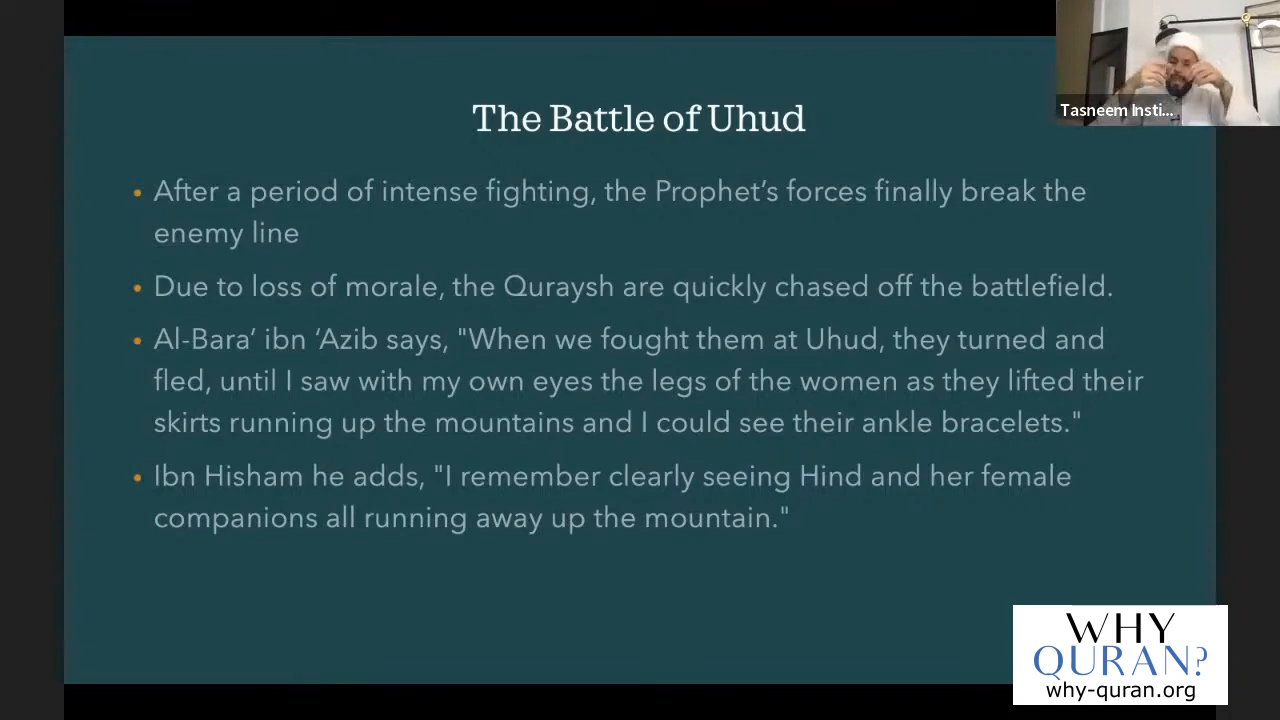 The Battle of Uhud
Tasneem Insti...
• After a period of intense fighting, the Prophet’s forces finally break the
enemy line
• Due to loss of morale, the Quraysh are quickly chased off the battlefield.
• Al-Bara’ ibn ‘Azib says, "When we fought them at Uhud, they turned and
fled, until I saw with my own eyes the legs of the women as they lifted their
skirts running up the mountains and I could see their ankle bracelets."
• Ibn Hisham he adds, "I remember clearly seeing Hind and her female
companions all running away up the mountain."
WHY
QURAN?
why-quran.org